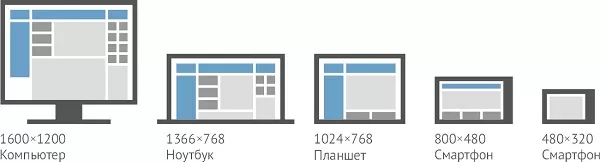 1600×1200
Компьютер
1366×768
Ноутбук
1024×768
Планшет
800×480
Смартфон
480×320
Смартфон